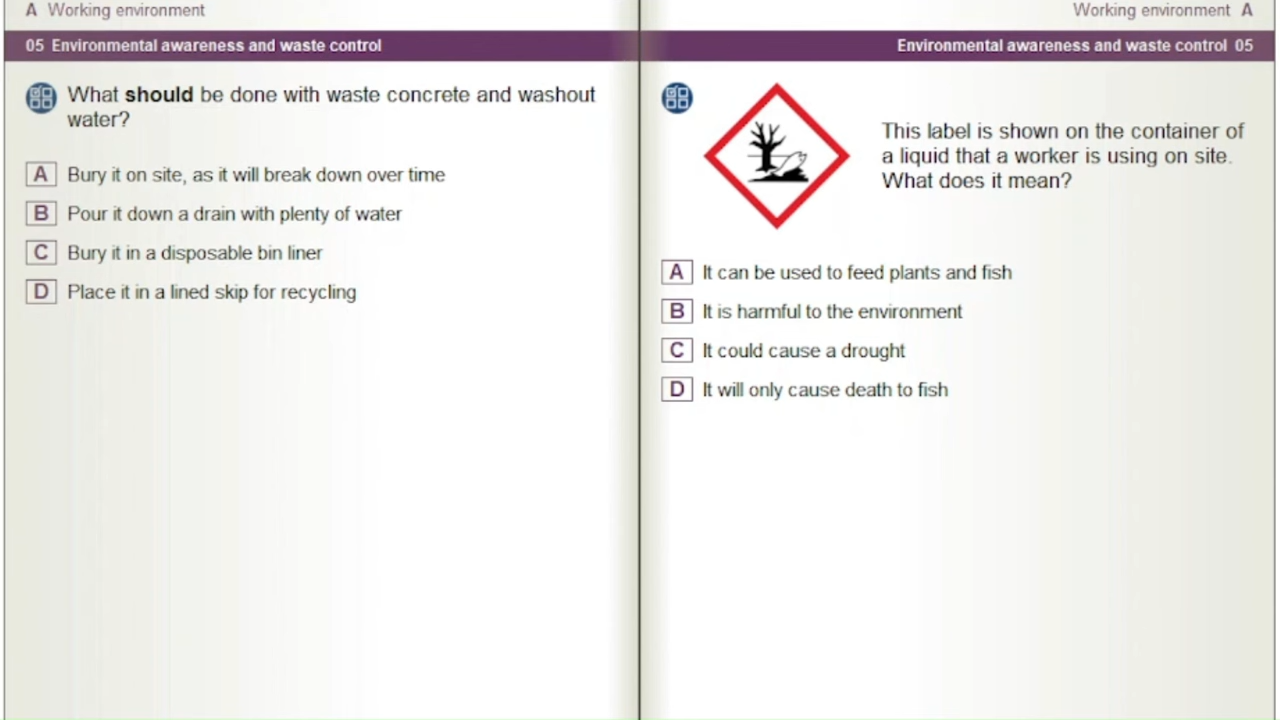 A Working environment
05 Environmental awareness and waste control
What should be done with waste concrete and washout
water?
A Bury it on site, as it will break down over time
B Pour it down a drain with plenty of water
C Bury it in a disposable bin liner
D Place it in a lined skip for recycling
Working environment A
Environmental awareness and waste control 05
This label is shown on the container of
a liquid that a worker is using on site.
What does it mean?
A It can be used to feed plants and fish
B It is harmful to the environment
C It could cause a drought
D It will only cause death to fish